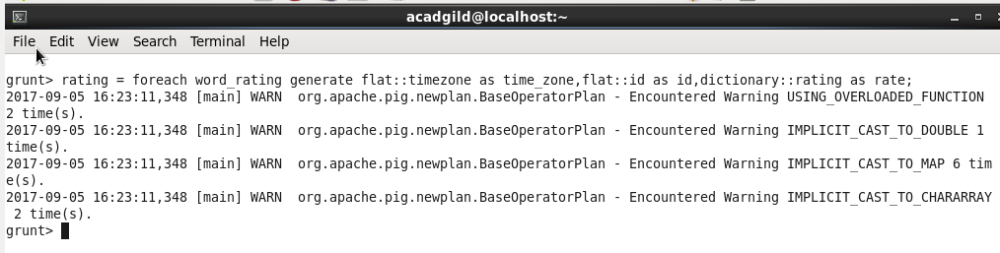 acadgild@localhost:~
File Edit View Search Terminal Help
grunt> rating = foreach word_rating generate flat::timezone as time_zone,flat::id as id,dictionary::rating as rate;
2017-09-05 16:23:11,348 [main] WARN  org.apache.pig.newplan.BaseOperatorPlan - Encountered Warning USING_OVERLOADED_FUNCTION
2 time(s).
2017-09-05 16:23:11,348 [main] WARN  org.apache.pig.newplan.BaseOperatorPlan - Encountered Warning IMPLICIT_CAST_TO_DOUBLE 1
time(s).
2017-09-05 16:23:11,348 [main] WARN  org.apache.pig.newplan.BaseOperatorPlan - Encountered Warning IMPLICIT_CAST_TO_MAP 6 tim
e(s).
2017-09-05 16:23:11,348 [main] WARN  org.apache.pig.newplan.BaseOperatorPlan - Encountered Warning IMPLICIT_CAST_TO_CHARARRAY
 2 time(s).
grunt>